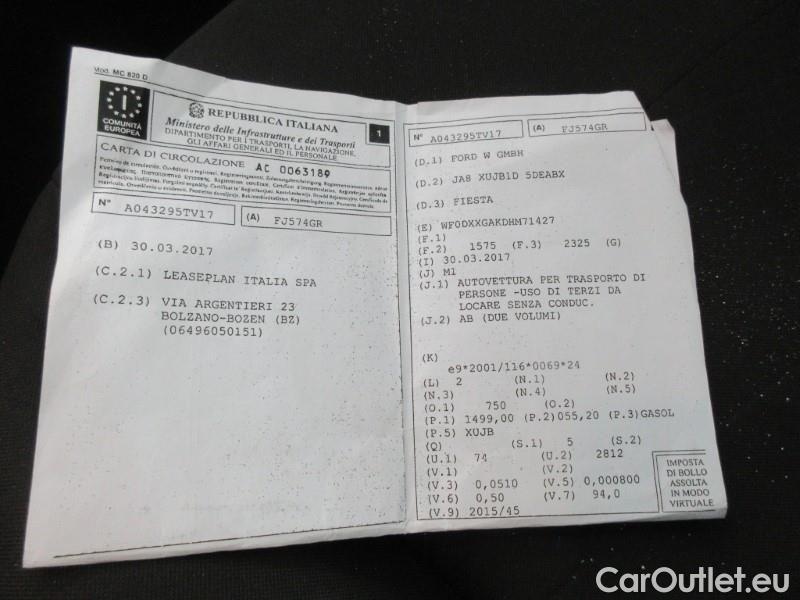 Mod. MC 820 D
I
COMUNITÀ
EUROPEA
REPUBBLICA ITALIANA
Ministero delle Infrastrutture e dei Trasporti
DIPARTIMENTO PER I TRASPORTI, LA NAVIGAZIONE,
GLI AFFARI GENERALI ED IL PERSONALE
1
CARTA DI CIRCOLAZIONE AC 0063189
N° A043295TV17 (A) FJ574GR
(B) 30.03.2017
(C.2.1) LEASEPLAN ITALIA SPA
(C.2.3) VIA ARGENTIERI 23
BOLZANO-BOZEN (BZ)
(06496050151)
N° A043295TV17 (A) FJ574GR
(D.1) FORD W GMBH
(D.2) JA8 XUJB1D 5DEABX
(D.3) FIESTA
(E) WF0DXXGAKDHM71427
(F.1)
(F.2) 1575 (F.3) 2325 (G)
(I) 30.03.2017
(J) M1
(J.1) AUTOVETTURA PER TRASPORTO DI
PERSONE -USO DI TERZI DA
LOCARE SENZA CONDUC.
(J.2) AB (DUE VOLUMI)
(K)
e9*2001/116*0069*24
(L) 2 (N.1) (N.2)
(N.3) (N.4) (N.5)
(O.1) 750 (O.2)
(P.1) 1499,00 (P.2)055,20 (P.3)GASOL
(P.5) XUJB
(Q) (S.1) 5 (S.2)
(U.1) 74 (U.2) 2812
(V.1) (V.2)
(V.3) 0,0510 (V.5) 0,000800
(V.6) 0,50 (V.7) 94,0
(V.9) 2015/45
IMPOSTA
DI BOLLO
ASSOLTA
IN MODO
VIRTUALE
CarOutlet.eu